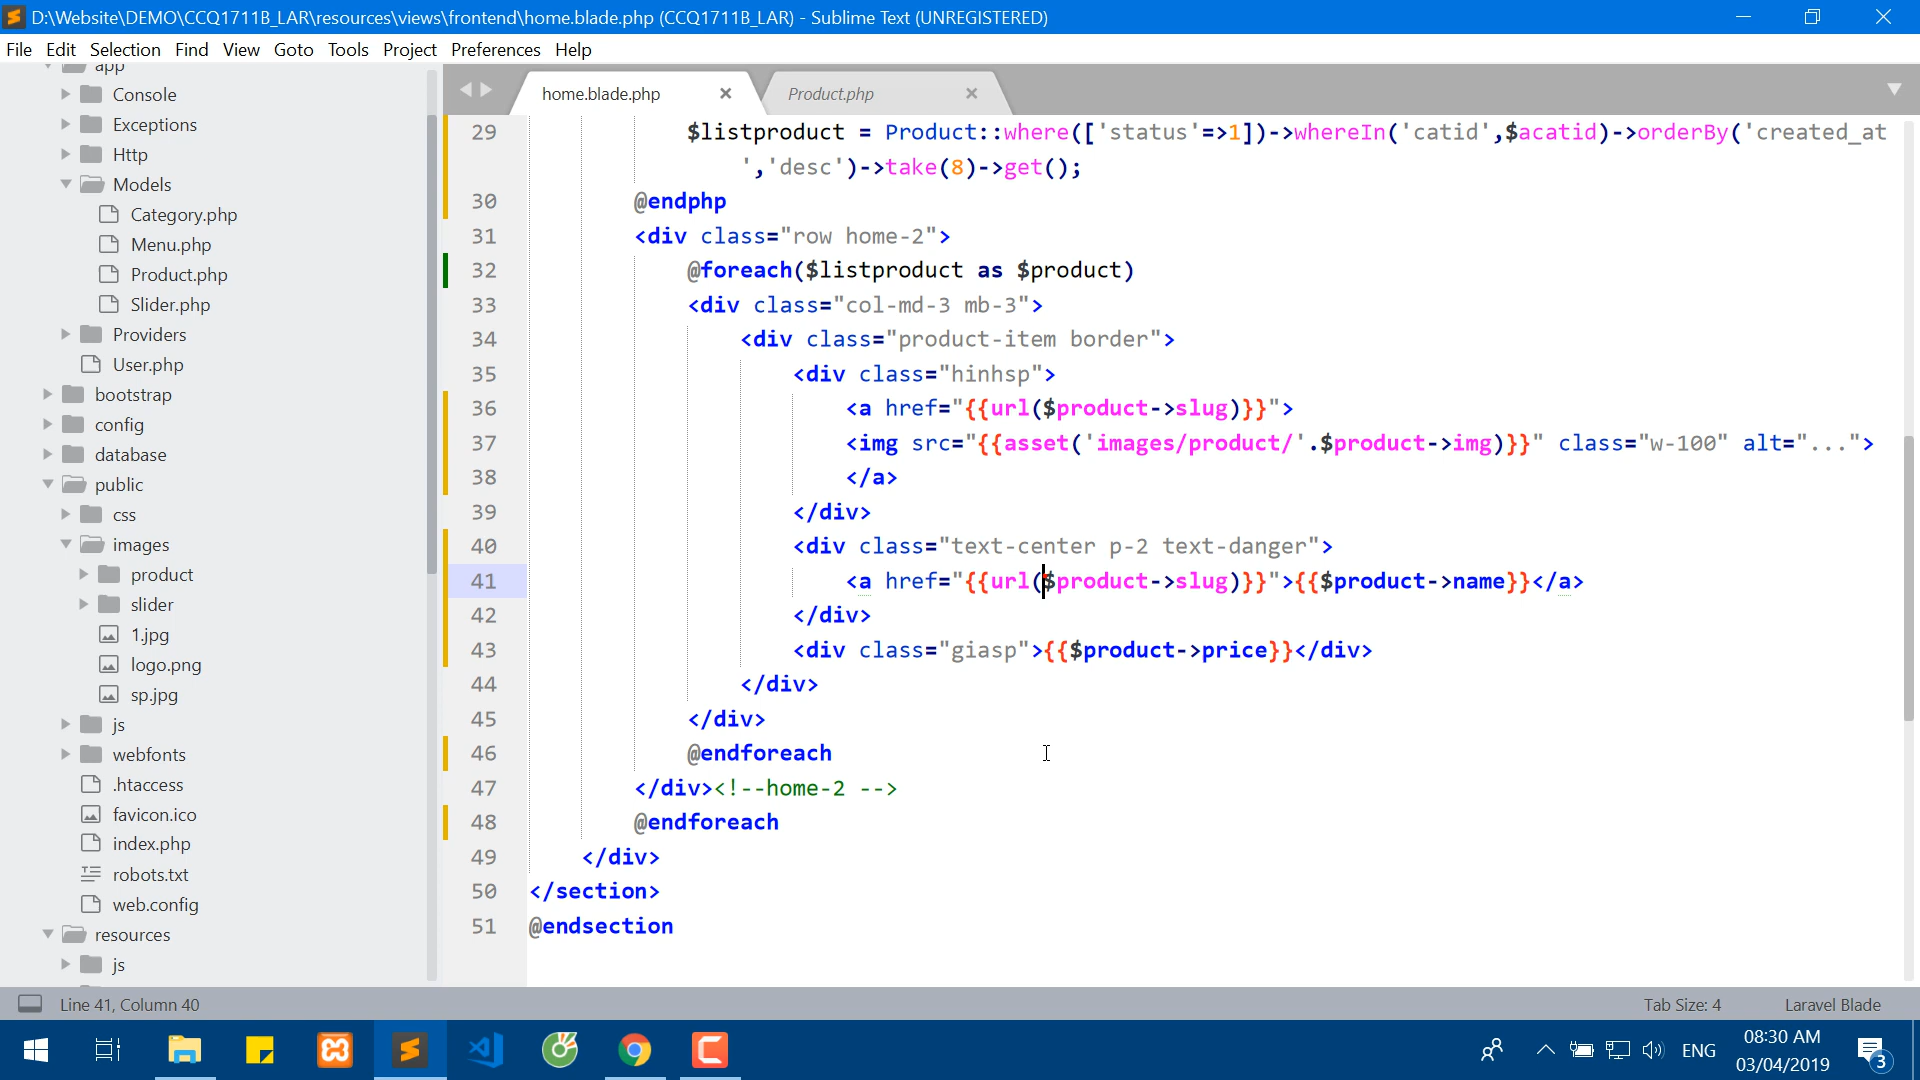 D:\Website\DEMO\CCQ1711B_LAR\resources\views\frontend\home.blade.php (CCQ1711B_LAR) - Sublime Text (UNREGISTERED)
File Edit Selection Find View Goto Tools Project Preferences Help
app
Console
Exceptions
Http
Models
Category.php
Menu.php
Product.php
Slider.php
Providers
User.php
bootstrap
config
database
public
css
images
product
slider
1.jpg
logo.png
sp.jpg
js
webfonts
.htaccess
favicon.ico
index.php
robots.txt
web.config
resources
js
home.blade.php
Product.php
29 $listproduct = Product::where(['status'=>1])->whereIn('catid',$acatid)->orderBy('created_at
','desc')->take(8)->get();
30 @endphp
31 <div class="row home-2">
32 @foreach($listproduct as $product)
33 <div class="col-md-3 mb-3">
34 <div class="product-item border">
35 <div class="hinhsp">
36 <a href="{{url($product->slug)}}">
37 <img src="{{asset('images/product/'.$product->img)}}" class="w-100" alt="...">
38 </a>
39 </div>
40 <div class="text-center p-2 text-danger">
41 <a href="{{url($product->slug)}}">{{$product->name}}</a>
42 </div>
43 <div class="giasp">{{$product->price}}</div>
44 </div>
45 </div>
46 @endforeach
47 </div><!--home-2 -->
48 @endforeach
49 </div>
50 </section>
51 @endsection
Line 41, Column 40
Tab Size: 4
Laravel Blade
ENG
08:30 AM
03/04/2019
3